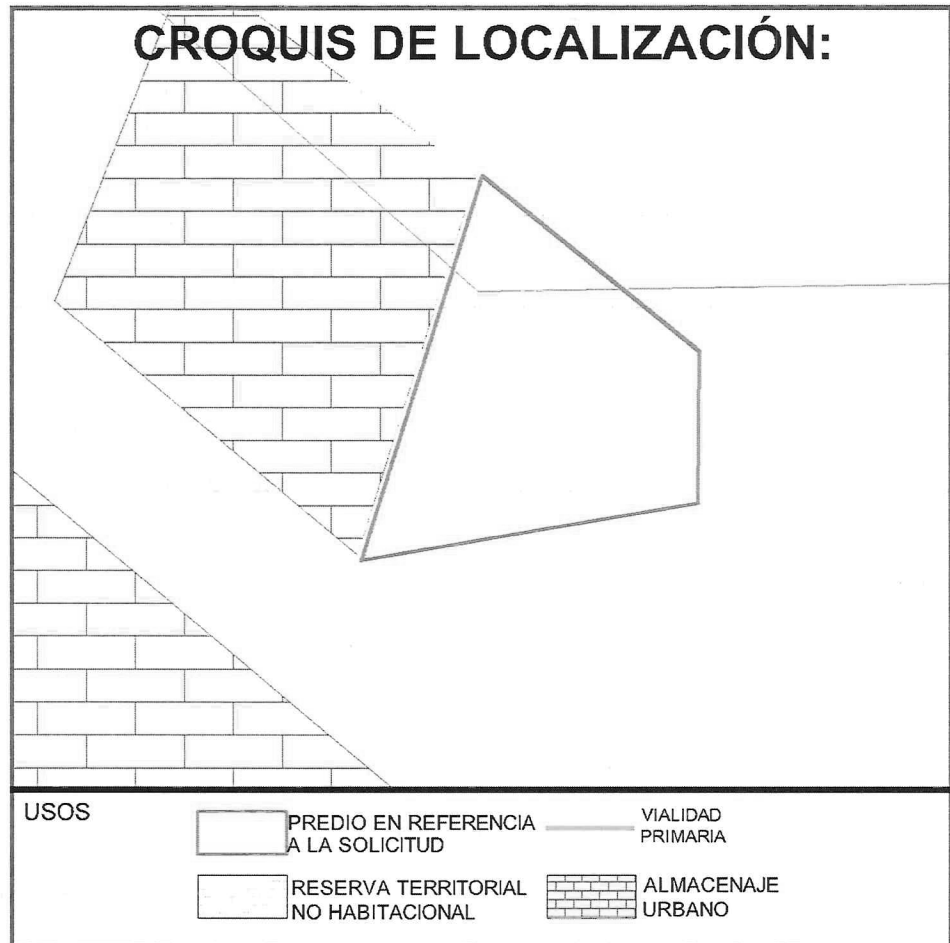 CROQUIS DE LOCALIZACIÓN:
USOS
PREDIO EN REFERENCIA
A LA SOLICITUD
VIALIDAD
PRIMARIA
RESERVA TERRITORIAL
NO HABITACIONAL
ALMACENAJE
URBANO